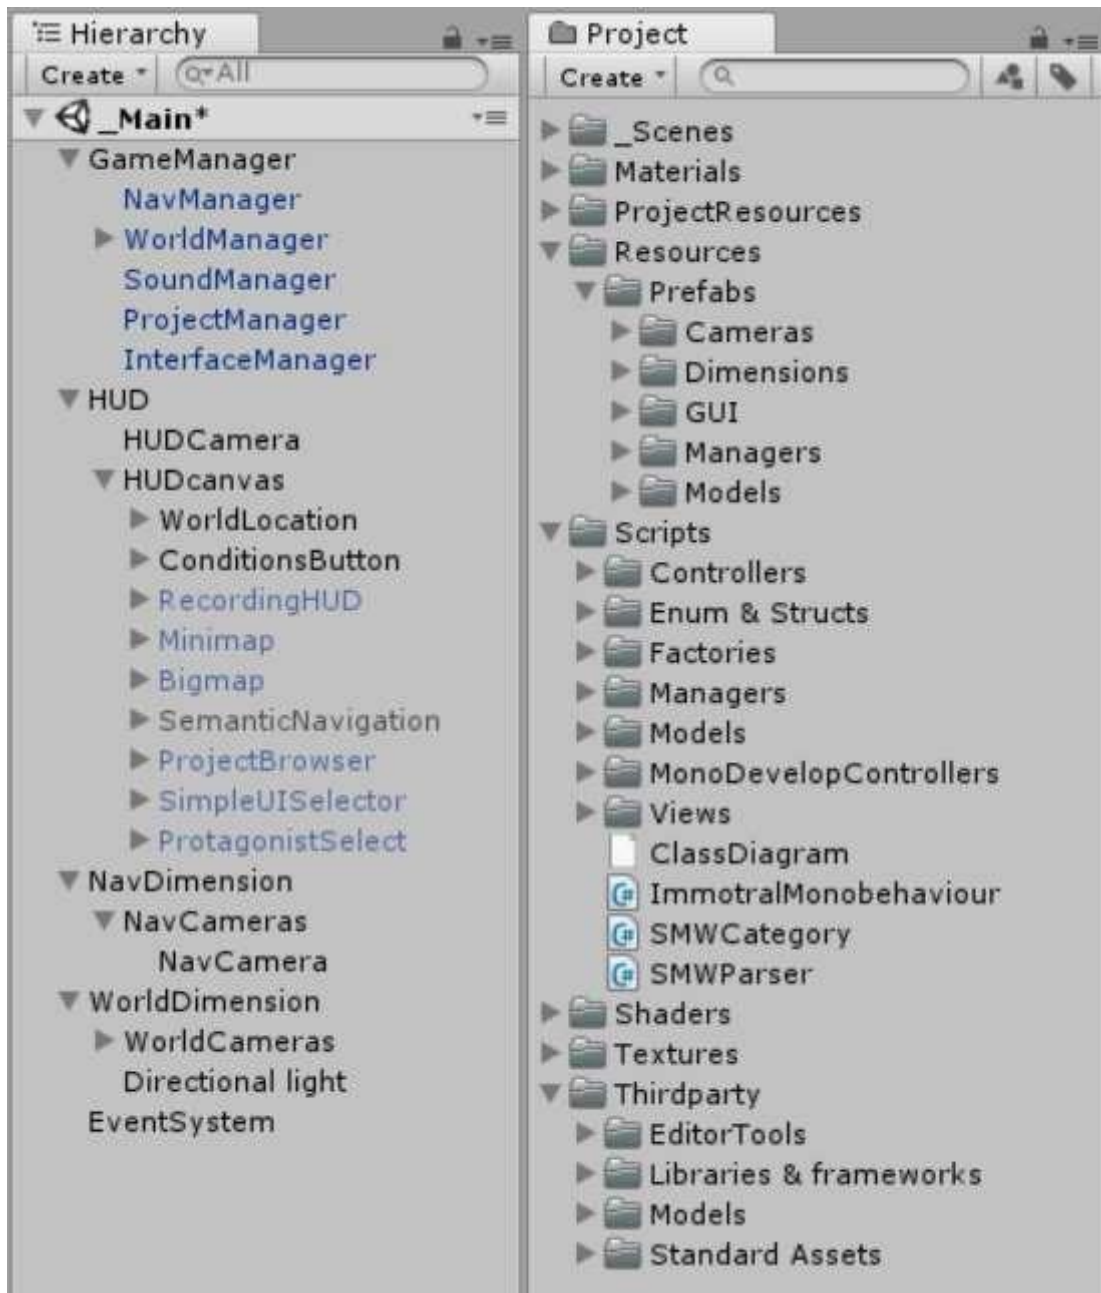 Hierarchy
Create
All
_Main*
GameManager
NavManager
WorldManager
SoundManager
ProjectManager
InterfaceManager
HUD
HUDCamera
HUDcanvas
WorldLocation
ConditionsButton
RecordingHUD
Minimap
Bigmap
SemanticNavigation
ProjectBrowser
SimpleUISelector
ProtagonistSelect
NavDimension
NavCameras
NavCamera
WorldDimension
WorldCameras
Directional light
EventSystem
Project
Create
_Scenes
Materials
ProjectResources
Resources
Prefabs
Cameras
Dimensions
GUI
Managers
Models
Scripts
Controllers
Enum & Structs
Factories
Managers
Models
MonoDevelopControllers
Views
ClassDiagram
ImmotralMonobehaviour
SMWCategory
SMWParser
Shaders
Textures
Thirdparty
EditorTools
Libraries & frameworks
Models
Standard Assets